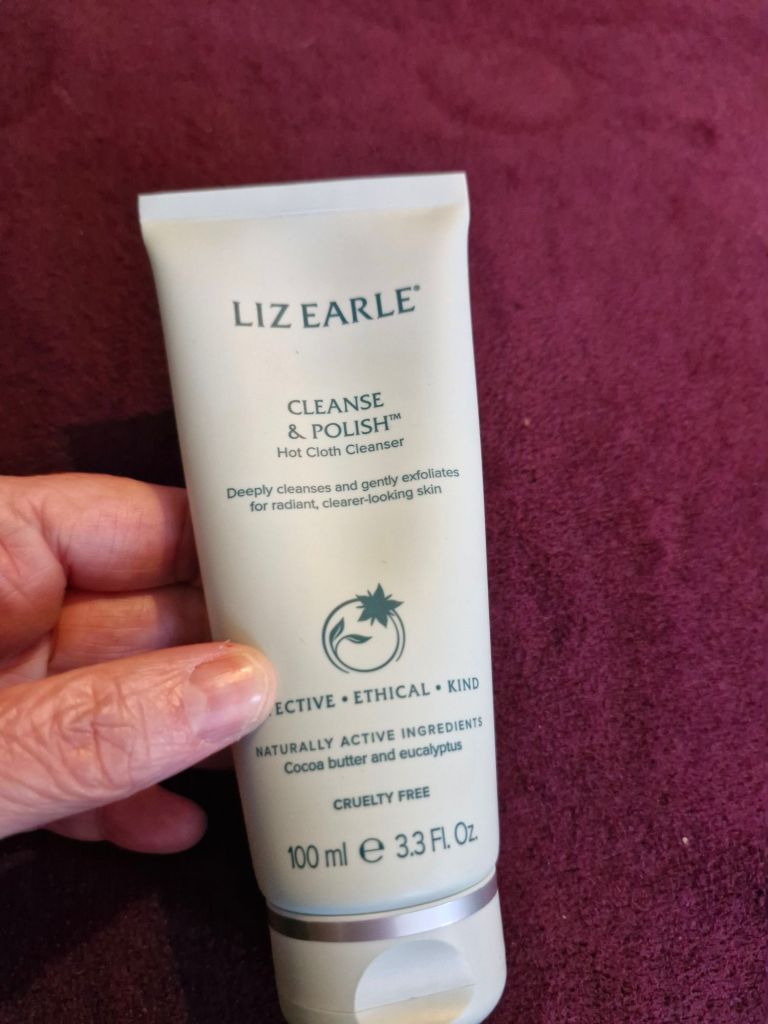 LIZ EARLE®
CLEANSE
& POLISH™
Hot Cloth Cleanser
Deeply cleanses and gently exfoliates
for radiant, clearer-looking skin
• ETHICAL • KIND
NATURALLY ACTIVE INGREDIENTS
Cocoa butter and eucalyptus
CRUELTY FREE
100 ml ℮ 3.3 Fl. Oz.